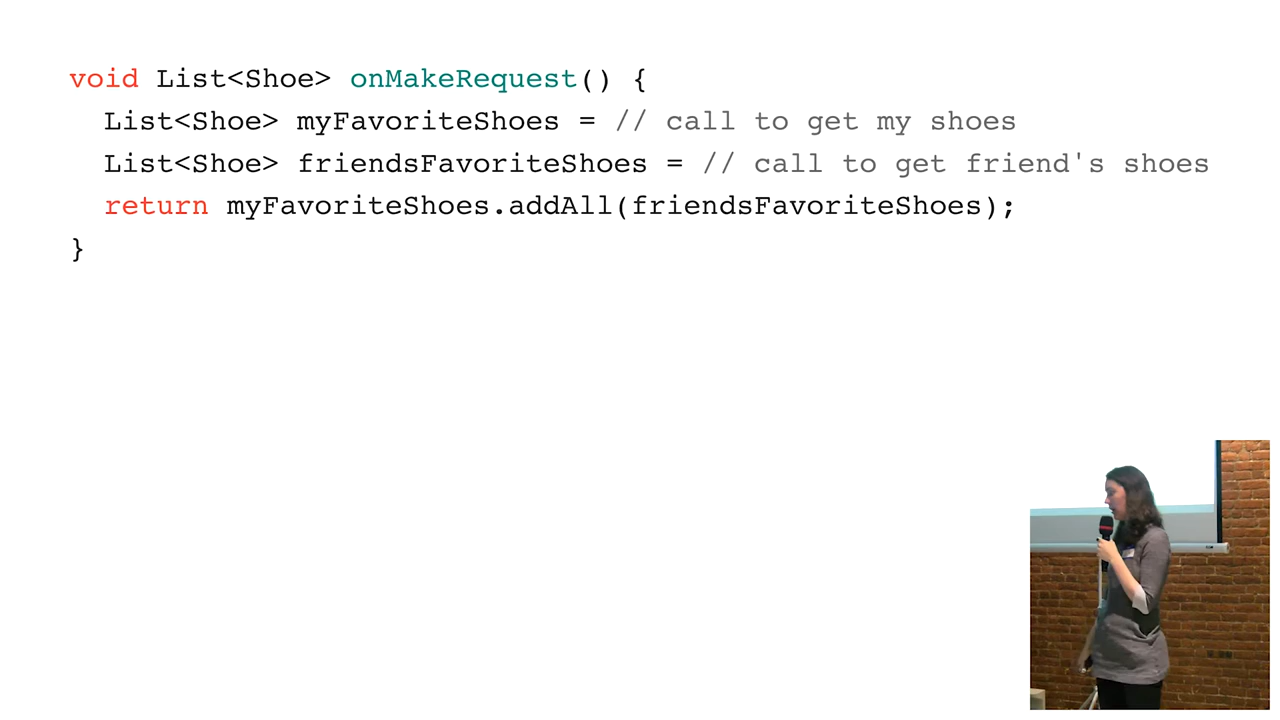 void List<Shoe> onMakeRequest() {
List<Shoe> myFavoriteShoes = // call to get my shoes
List<Shoe> friendsFavoriteShoes = // call to get friend's shoes
return myFavoriteShoes.addAll(friendsFavoriteShoes);
}